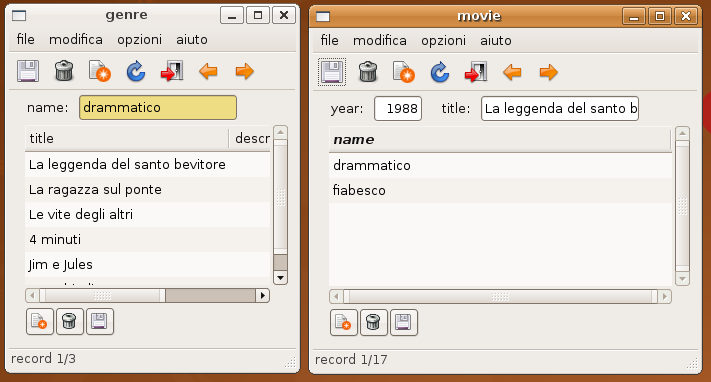 genre
file modifica opzioni aiuto
name: drammatico
title descr
La leggenda del santo bevitore
La ragazza sul ponte
Le vite degli altri
4 minuti
Jim e Jules
record 1/3
movie
file modifica opzioni aiuto
year: 1988 title: La leggenda del santo b
name
drammatico
fiabesco
record 1/17